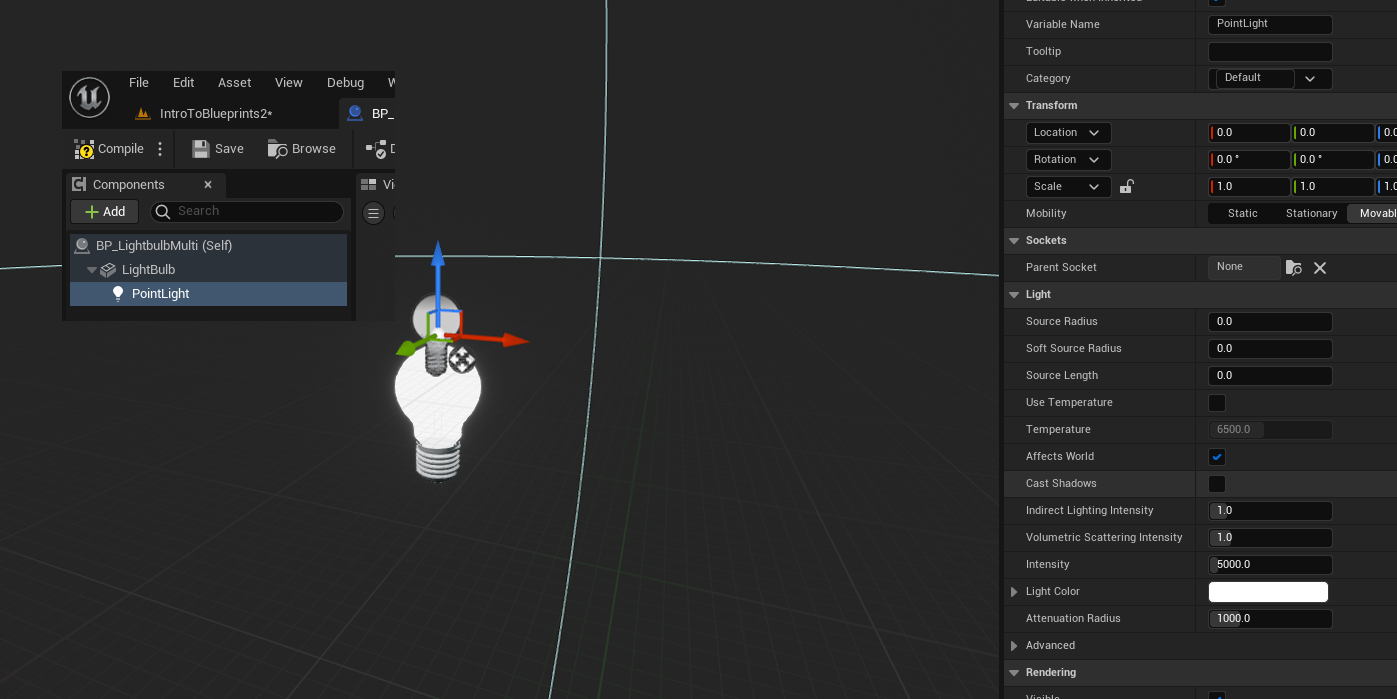 File Edit Asset View Debug
IntroToBlueprints2* BP_
Compile Save Browse
Components
Add Search
BP_LightbulbMulti (Self)
LightBulb
PointLight
Variable Name PointLight
Tooltip
Category Default
Transform
Location 0.0 0.0 0.0
Rotation 0.0 ° 0.0 ° 0.0
Scale 1.0 1.0 1.0
Mobility Static Stationary Movabl
Sockets
Parent Socket None
Light
Source Radius 0.0
Soft Source Radius 0.0
Source Length 0.0
Use Temperature
Temperature 6500.0
Affects World
Cast Shadows
Indirect Lighting Intensity 1.0
Volumetric Scattering Intensity 1.0
Intensity 5000.0
Light Color
Attenuation Radius 1000.0
Advanced
Rendering